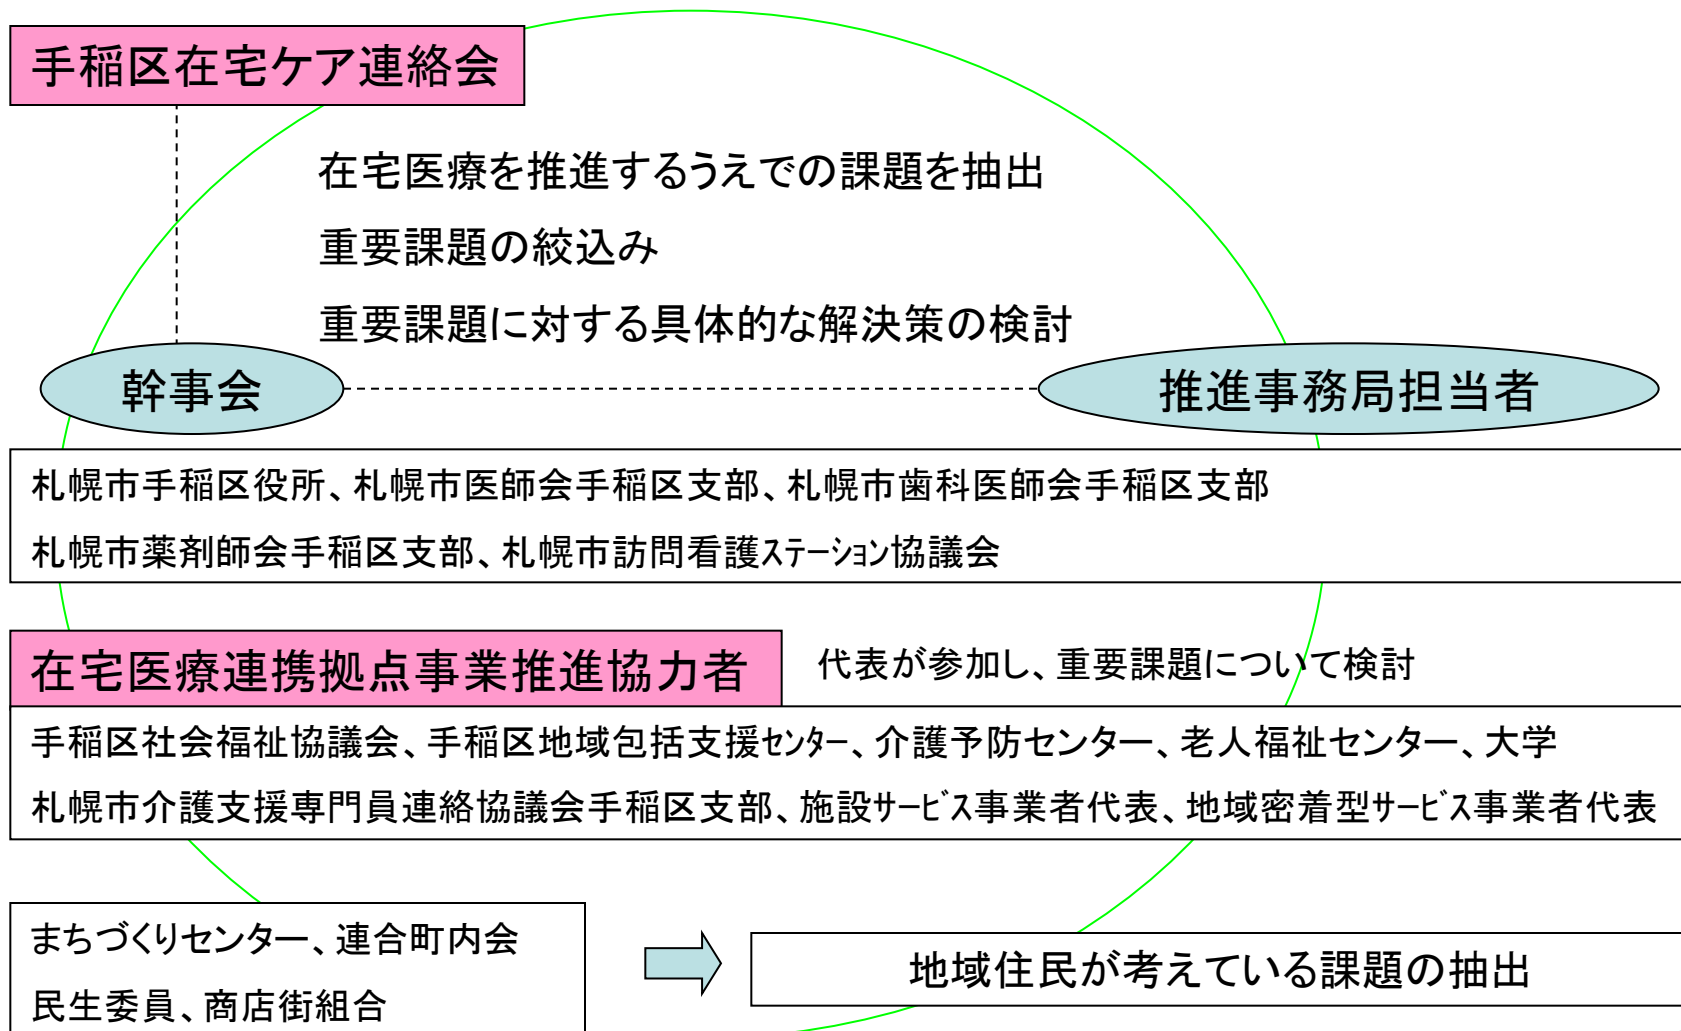 手稲区在宅ケア連絡会
在宅医療を推進するうえでの課題を抽出
重要課題の絞込み
重要課題に対する具体的な解決策の検討
幹事会
推進事務局担当者
札幌市手稲区役所、札幌市医師会手稲区支部、札幌市歯科医師会手稲区支部
札幌市薬剤師会手稲区支部、札幌市訪問看護ｽﾃｰｼｮﾝ協議会
在宅医療連携拠点事業推進協力者
代表が参加し、重要課題について検討
手稲区社会福祉協議会、手稲区地域包括支援ｾﾝﾀｰ、介護予防センター、老人福祉センター、大学
札幌市介護支援専門員連絡協議会手稲区支部、施設ｻｰﾋﾞｽ事業者代表、地域密着型ｻｰﾋﾞｽ事業者代表
まちづくりセンター、連合町内会
民生委員、商店街組合
地域住民が考えている課題の抽出